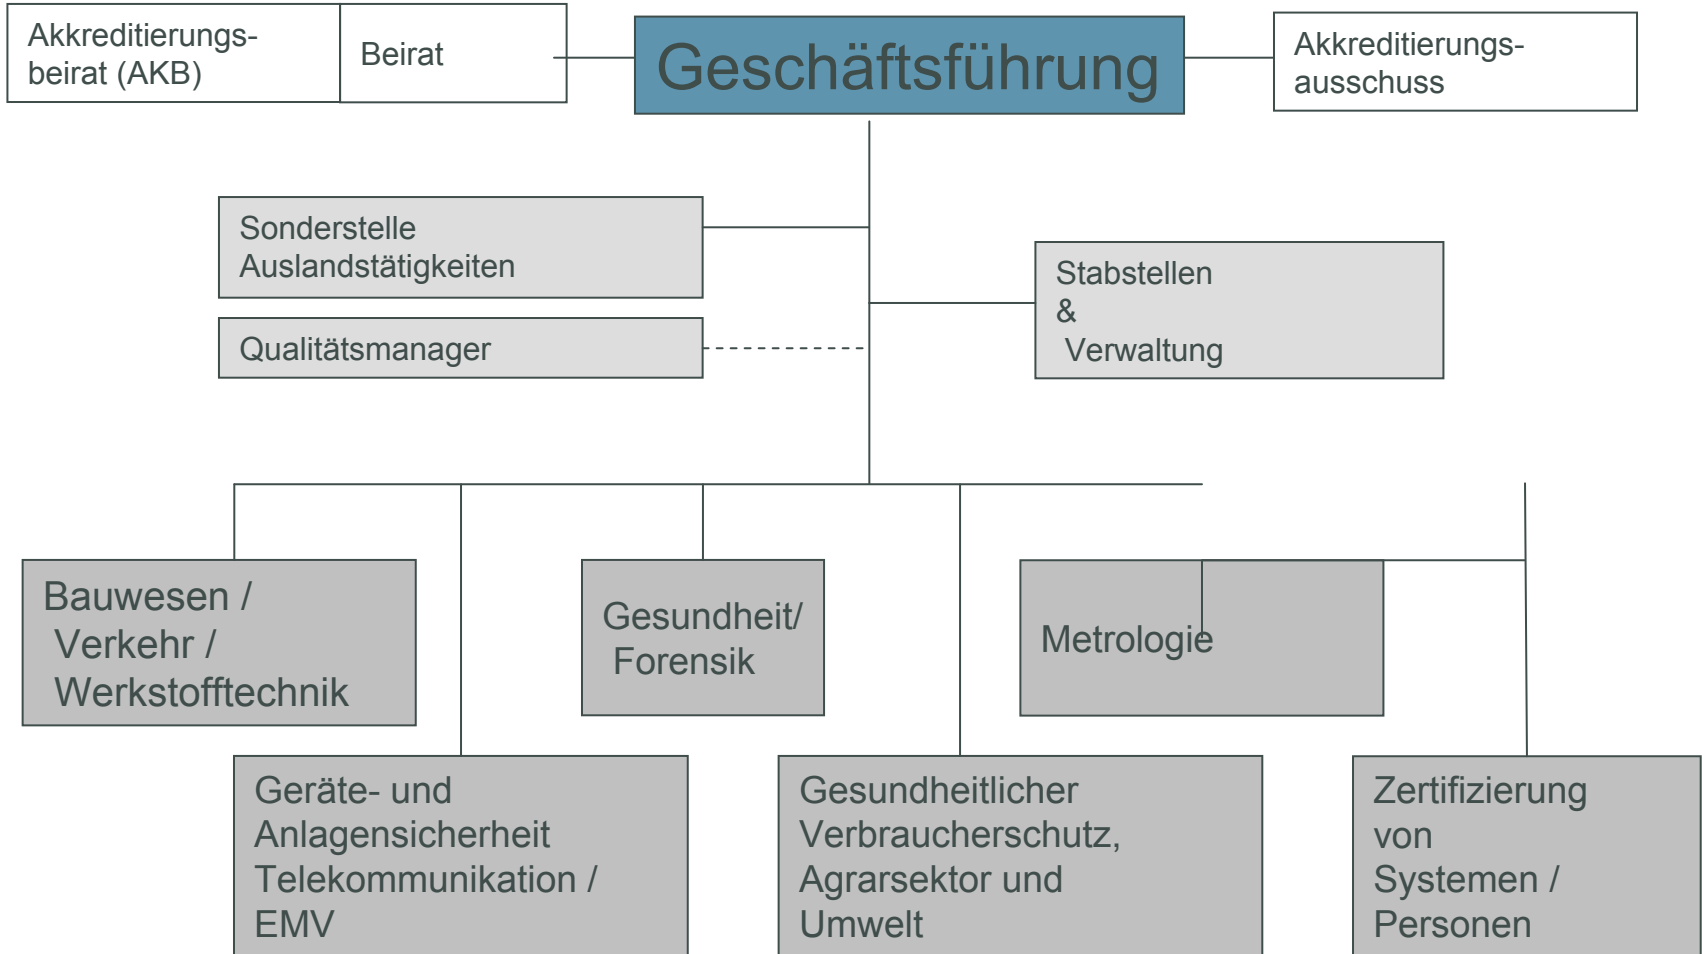 Akkreditierungs-
beirat (AKB)
Beirat
Geschäftsführung
Akkreditierungs-
ausschuss
Sonderstelle
Auslandstätigkeiten
Stabstellen
&
Verwaltung
Qualitätsmanager
Bauwesen /
Verkehr /
Werkstofftechnik
Gesundheit/
Forensik
Metrologie
Geräte- und
Anlagensicherheit
Telekommunikation /
EMV
Gesundheitlicher
Verbraucherschutz,
Agrarsektor und
Umwelt
Zertifizierung
von
Systemen /
Personen